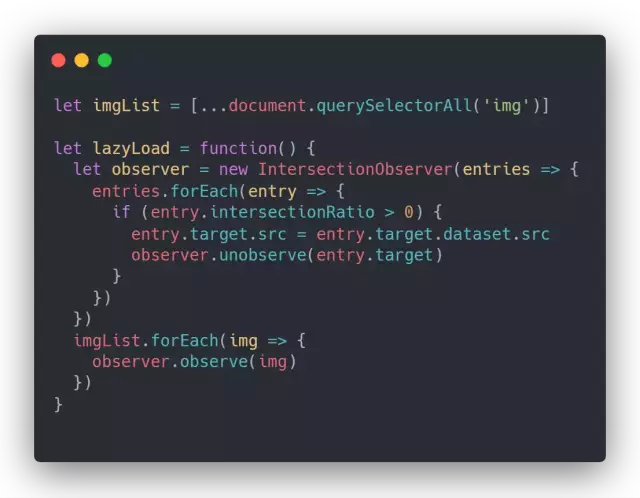 let imgList = [...document.querySelectorAll('img')]

let lazyLoad = function() {
  let observer = new IntersectionObserver(entries => {
    entries.forEach(entry => {
      if (entry.intersectionRatio > 0) {
        entry.target.src = entry.target.dataset.src
        observer.unobserve(entry.target)
      }
    })
  })
  imgList.forEach(img => {
    observer.observe(img)
  })
}